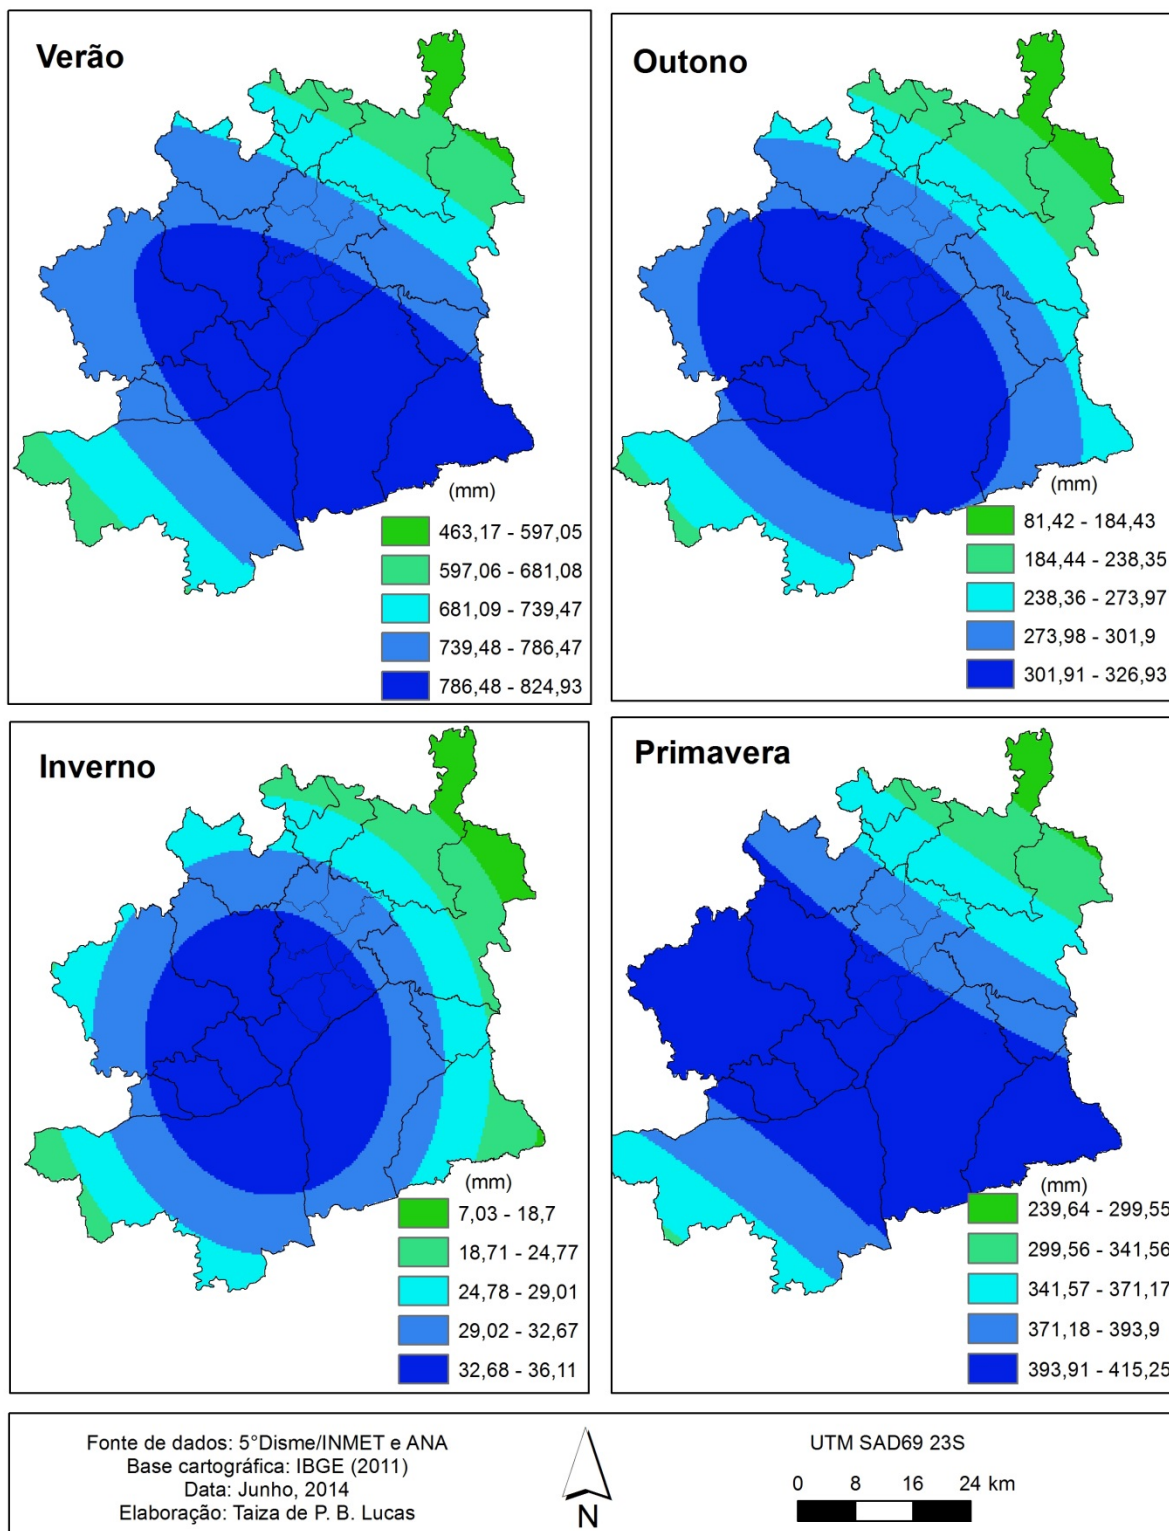 Verão
(mm)
463,17 - 597,05
597,06 - 681,08
681,09 - 739,47
739,48 - 786,47
786,48 - 824,93
Outono
(mm)
81,42 - 184,43
184,44 - 238,35
238,36 - 273,97
273,98 - 301,9
301,91 - 326,93
Inverno
(mm)
7,03 - 18,7
18,71 - 24,77
24,78 - 29,01
29,02 - 32,67
32,68 - 36,11
Primavera
(mm)
239,64 - 299,55
299,56 - 341,56
341,57 - 371,17
371,18 - 393,9
393,91 - 415,25
Fonte de dados: 5°Disme/INMET e ANA
Base cartográfica: IBGE (2011)
Data: Junho, 2014
Elaboração: Taiza de P. B. Lucas
N
UTM SAD69 23S
0 8 16 24 km